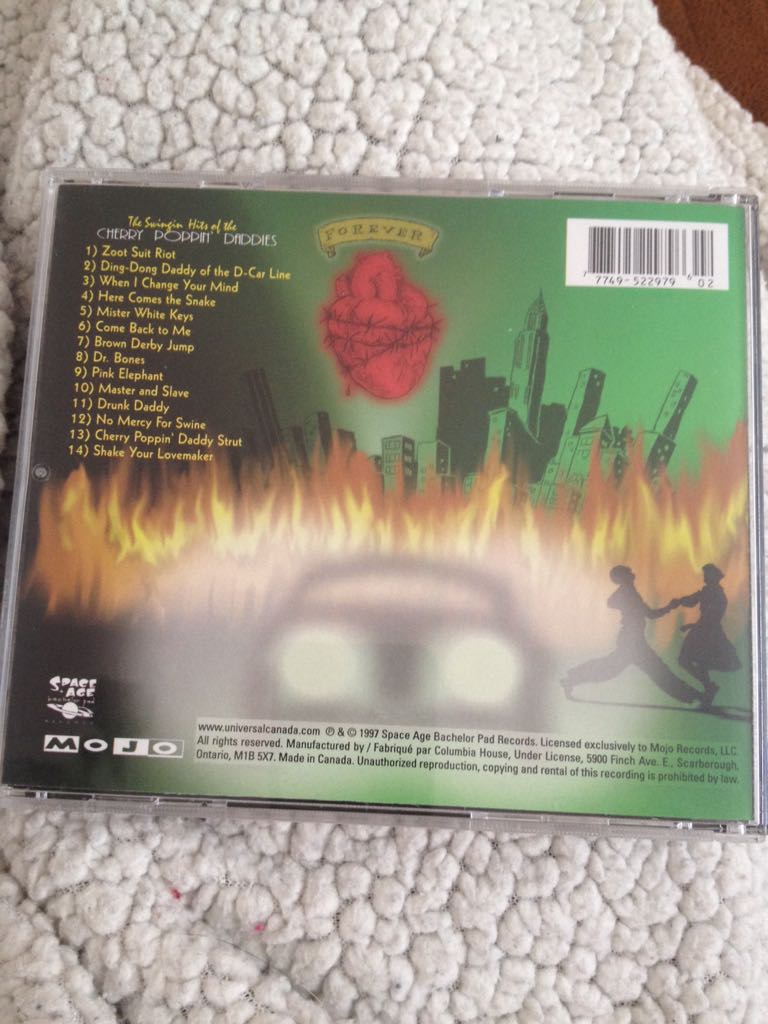 The Swingin Hits of the
CHERRY POPPIN' DADDIES
1) Zoot Suit Riot
2) Ding-Dong Daddy of the D-Car Line
3) When I Change Your Mind
4) Here Comes the Snake
5) Mister White Keys
6) Come Back to Me
7) Brown Derby Jump
8) Dr. Bones
9) Pink Elephant
10) Master and Slave
11) Drunk Daddy
12) No Mercy For Swine
13) Cherry Poppin' Daddy Strut
14) Shake Your Lovemaker
FOREVER
7 7749-522979 6 02
SPACE
AGE
bachelor pad
MOJO
www.universalcanada.com ℗ & © 1997 Space Age Bachelor Pad Records. Licensed exclusively to Mojo Records, LLC.
All rights reserved. Manufactured by / Fabriqué par Columbia House, Under License, 5900 Finch Ave. E., Scarborough,
Ontario, M1B 5X7. Made in Canada. Unauthorized reproduction, copying and rental of this recording is prohibited by law.